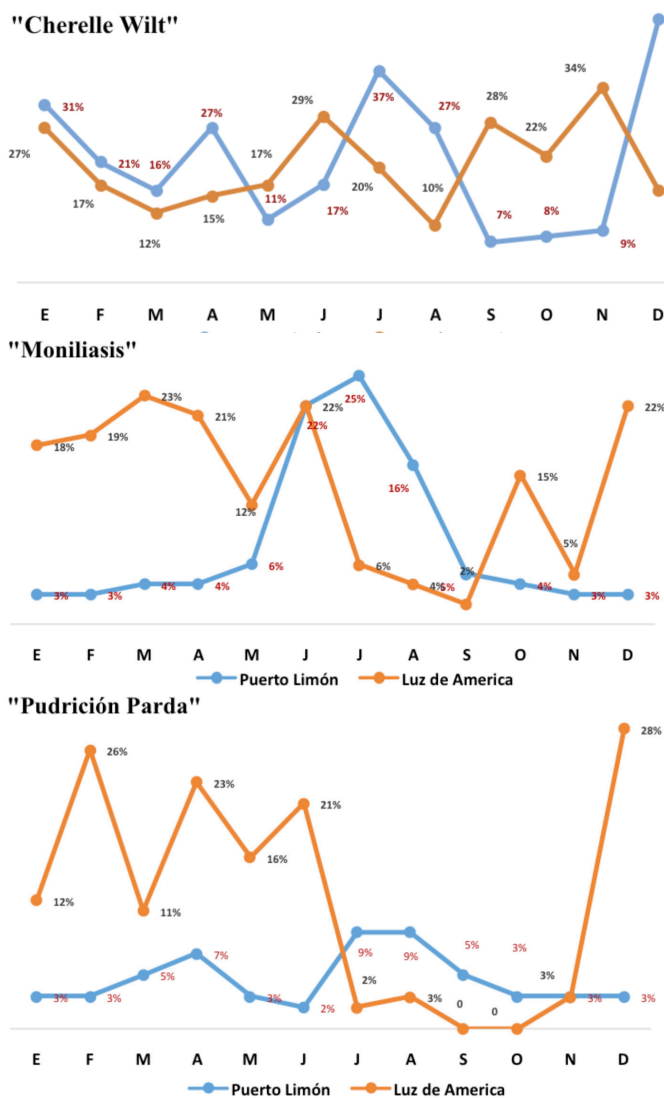 "Cherelle Wilt"
34%
29% 37% 28%
31% 27% 27%
22%
27% 21% 16% 17%
17% 20% 10%
12% 15% 11% 17% 7% 8%
9%
E F M A M J J A S O N D
"Moniliasis"
23% 22% 25% 22%
18% 19% 21% 22%
12% 16% 15%
6% 6% 2% 5%
3% 3% 4% 4% 4% 5% 4% 3% 3%
E F M A M J J A S O N D
Puerto Limón Luz de America
"Pudrición Parda"
26% 28%
23%
21%
16%
12% 11%
7% 9% 9% 5% 3%
3% 3% 5% 3% 2% 2% 3% 0 0 3% 3% 3%
E F M A M J J A S O N D
Puerto Limón Luz de America